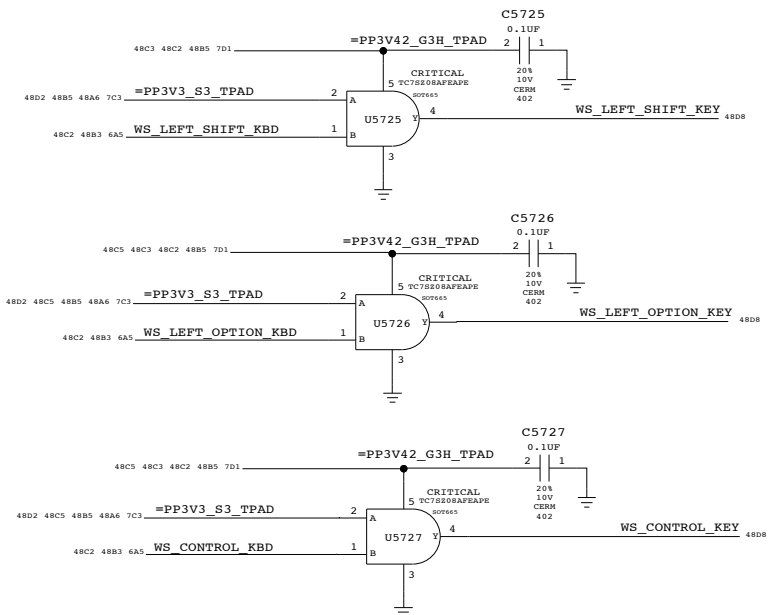 C5725
0.1UF
48C3 48C2 48B5 7D1 =PP3V42_G3H_TPAD 2 1
20%
10V
CERM
402
5 CRITICAL
TC7SZ08AFEAPE
SOT665
48D2 48B5 48A6 7C3 =PP3V3_S3_TPAD 2 A
U5725 Y 4 WS_LEFT_SHIFT_KEY 48D8
48C2 48B3 6A5 WS_LEFT_SHIFT_KBD 1 B
3
C5726
0.1UF
48C5 48C3 48C2 48B5 7D1 =PP3V42_G3H_TPAD 2 1
20%
10V
CERM
402
5 CRITICAL
TC7SZ08AFEAPE
SOT665
48D2 48C5 48B5 48A6 7C3 =PP3V3_S3_TPAD 2 A
U5726 Y 4 WS_LEFT_OPTION_KEY 48D8
48C2 48B3 6A5 WS_LEFT_OPTION_KBD 1 B
3
C5727
0.1UF
48C5 48C3 48C2 48B5 7D1 =PP3V42_G3H_TPAD 2 1
20%
10V
CERM
402
5 CRITICAL
TC7SZ08AFEAPE
SOT665
48D2 48C5 48B5 48A6 7C3 =PP3V3_S3_TPAD 2 A
U5727 Y 4 WS_CONTROL_KEY 48D8
48C2 48B3 6A5 WS_CONTROL_KBD 1 B
3